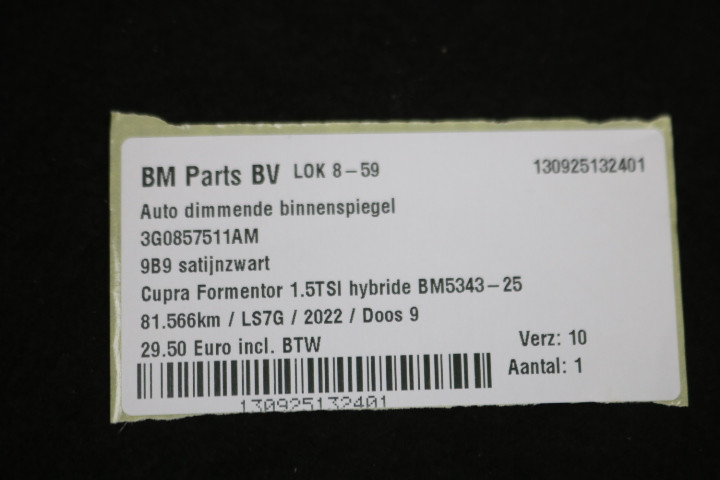 BM Parts BV LOK 8-59 130925132401
Auto dimmende binnenspiegel
3G0857511AM
9B9 satijnzwart
Cupra Formentor 1.5TSI hybride BM5343-25
81.566km / LS7G / 2022 / Doos 9
29.50 Euro incl. BTW
Verz: 10
Aantal: 1
130925132401